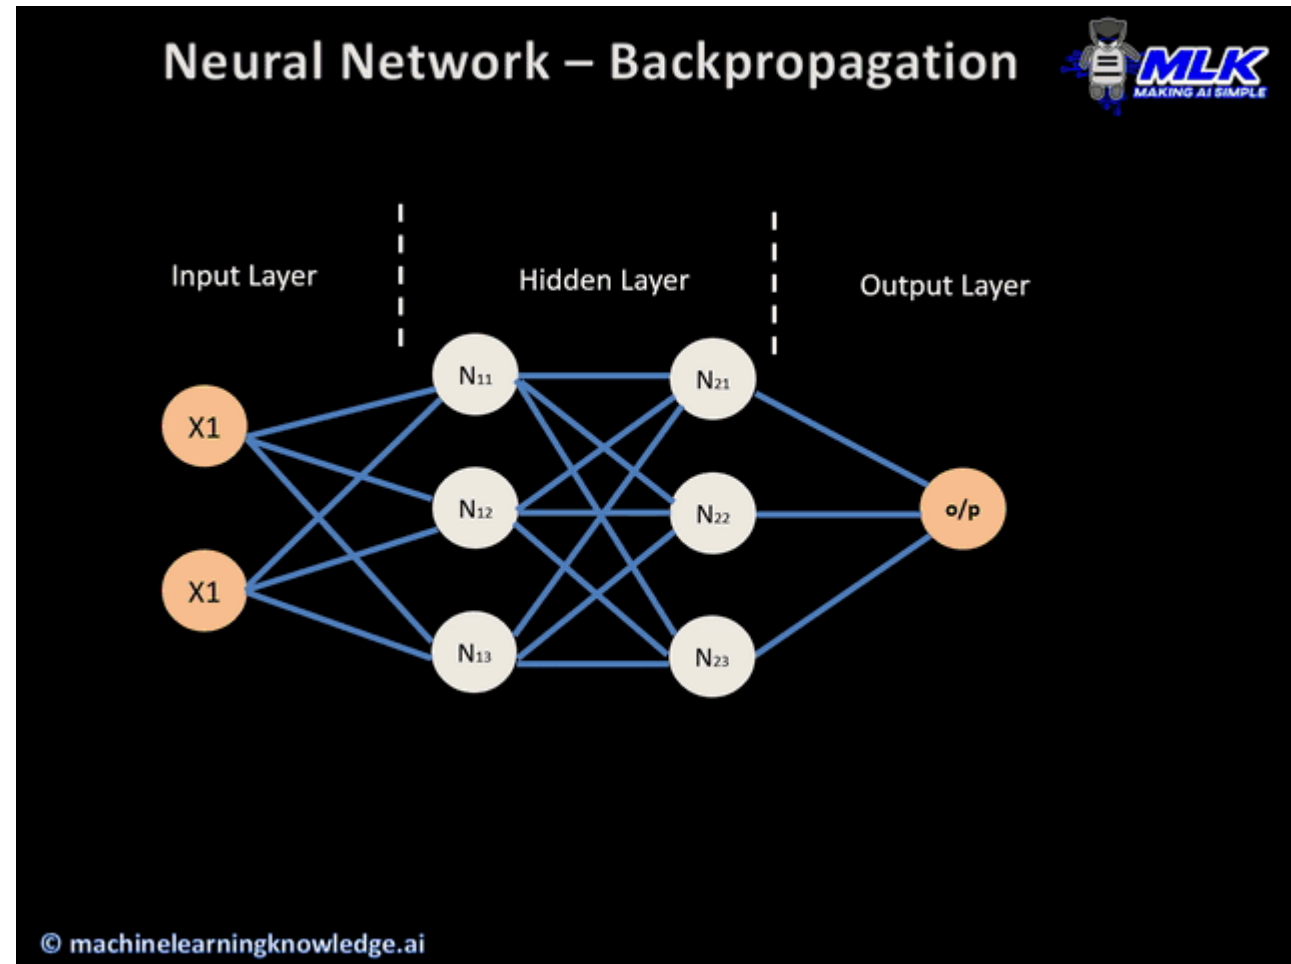 Neural Network – Backpropagation
MLK
MAKING AI SIMPLE
Input Layer
Hidden Layer
Output Layer
N₁₁
N₂₁
X1
N₁₂
N₂₂
o/p
X1
N₁₃
N₂₃
© machinelearningknowledge.ai